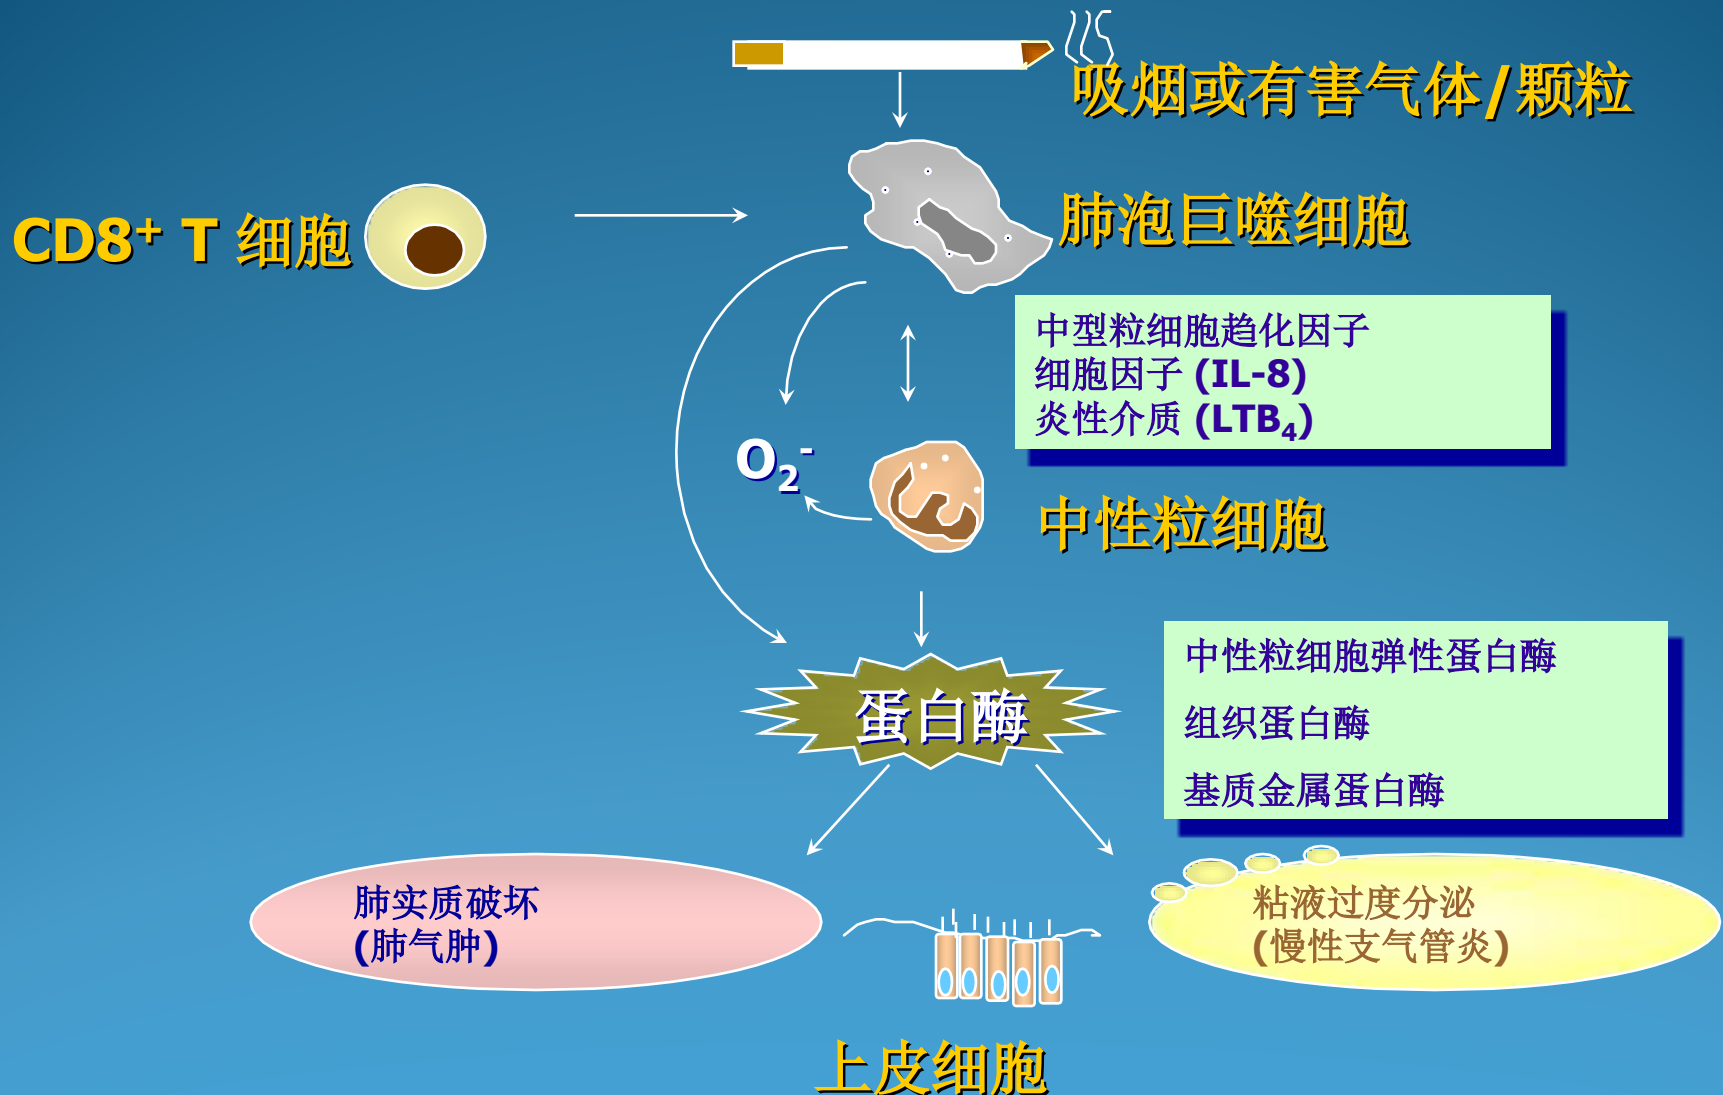 吸烟或有害气体/颗粒
CD8+ T 细胞
肺泡巨噬细胞
中型粒细胞趋化因子
细胞因子 (IL-8)
炎性介质 (LTB4)
O2-
中性粒细胞
中性粒细胞弹性蛋白酶
组织蛋白酶
基质金属蛋白酶
蛋白酶
肺实质破坏
(肺气肿)
粘液过度分泌
(慢性支气管炎)
上皮细胞